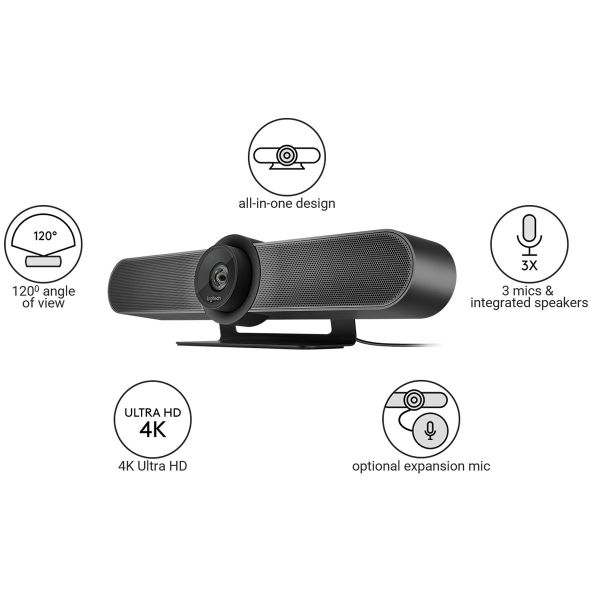 all-in-one design
120°
120⁰ angle
of view
logitech
3X
3 mics &
integrated speakers
ULTRA HD
4K
4K Ultra HD
optional expansion mic